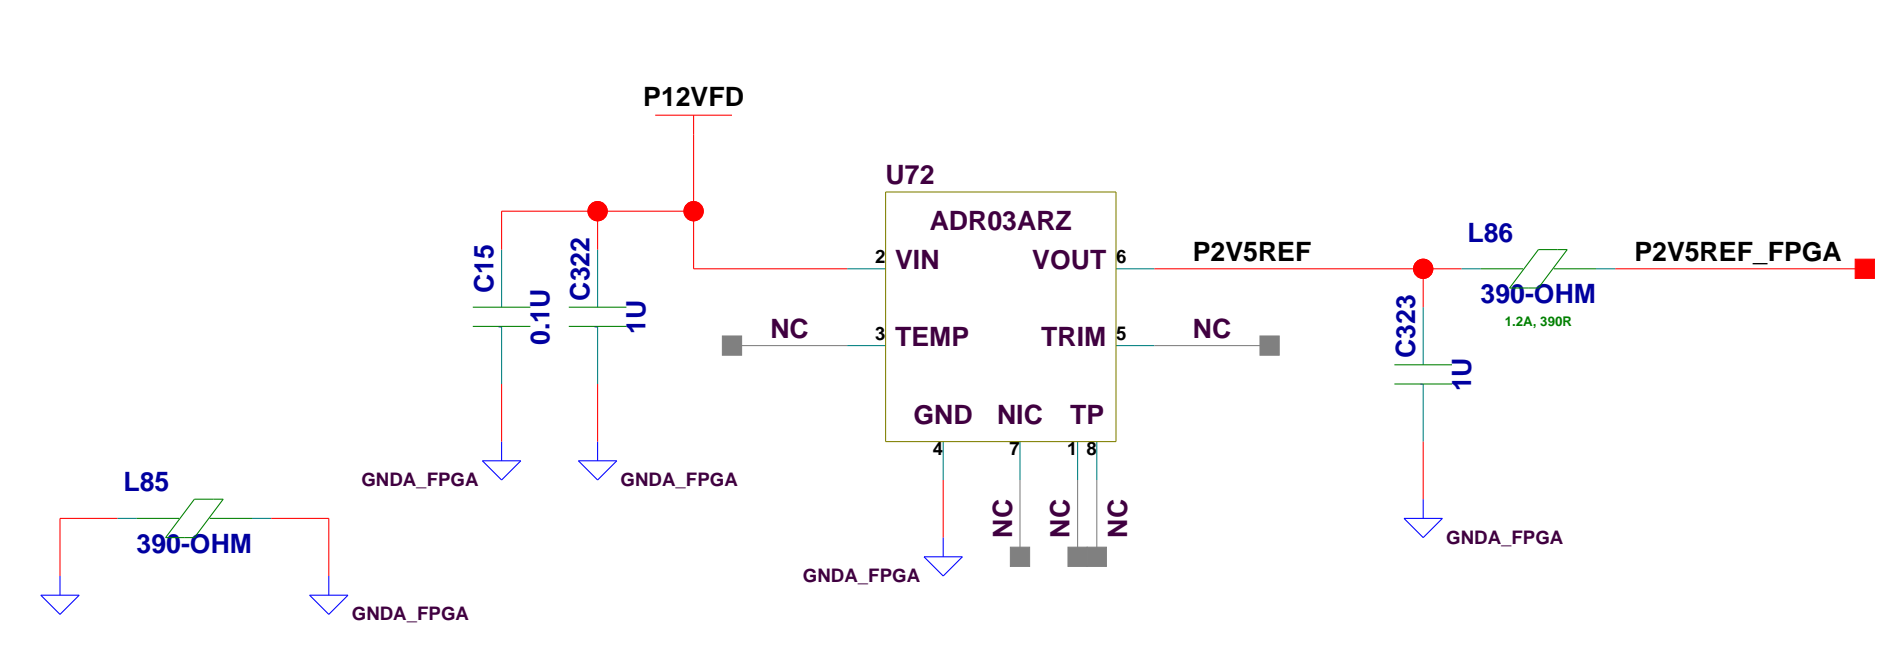 P12VFD
U72
ADR03ARZ
C15
0.1U
C322
1U
2
VIN
VOUT
6
P2V5REF
L86
390-OHM
1.2A, 390R
P2V5REF_FPGA
NC
3
TEMP
TRIM
5
NC
C323
1U
GND
NIC
TP
4
7
1
8
NC
NC
NC
GNDA_FPGA
GNDA_FPGA
GNDA_FPGA
GNDA_FPGA
L85
390-OHM
GNDA_FPGA